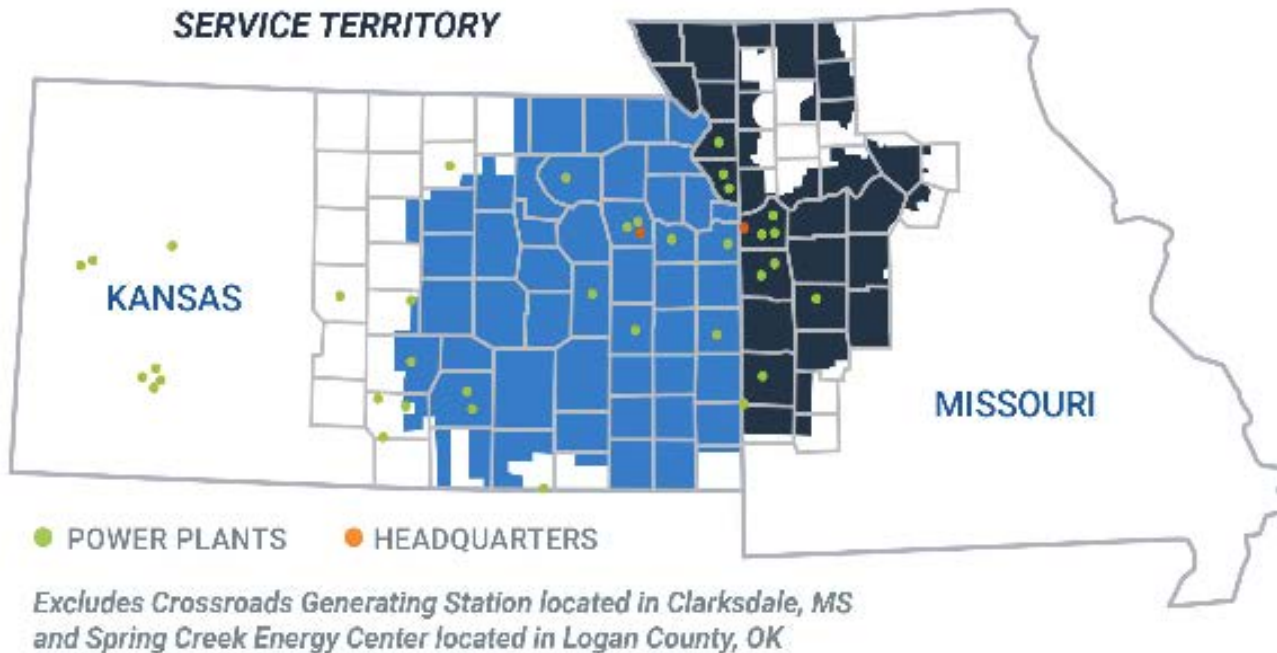 SERVICE TERRITORY
KANSAS
MISSOURI
POWER PLANTS
HEADQUARTERS
Excludes Crossroads Generating Station located in Clarksdale, MS
and Spring Creek Energy Center located in Logan County, OK